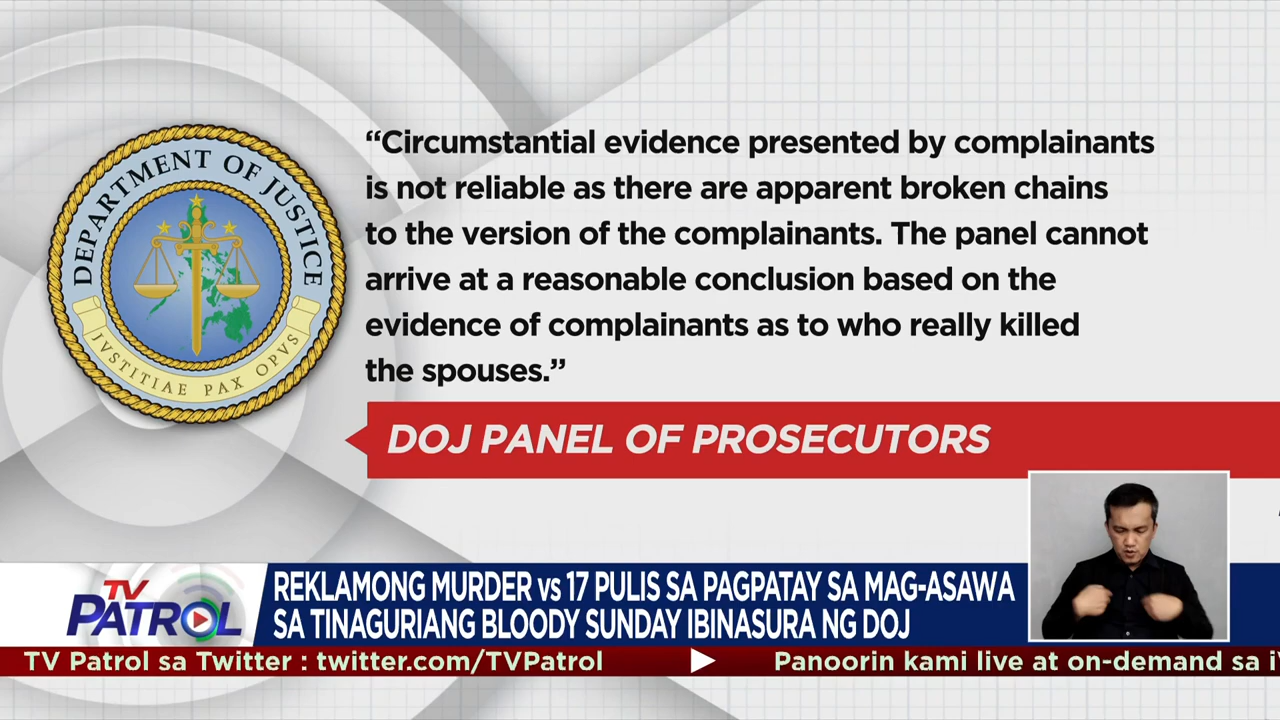 DEPARTMENT OF JUSTICE
IVSTITIAE PAX OPVS
“Circumstantial evidence presented by complainants
is not reliable as there are apparent broken chains
to the version of the complainants. The panel cannot
arrive at a reasonable conclusion based on the
evidence of complainants as to who really killed
the spouses.”
DOJ PANEL OF PROSECUTORS
TV
PATROL
REKLAMONG MURDER vs 17 PULIS SA PAGPATAY SA MAG-ASAWA
SA TINAGURIANG BLOODY SUNDAY IBINASURA NG DOJ
TV Patrol sa Twitter : twitter.com/TVPatrol
Panoorin kami live at on-demand sa